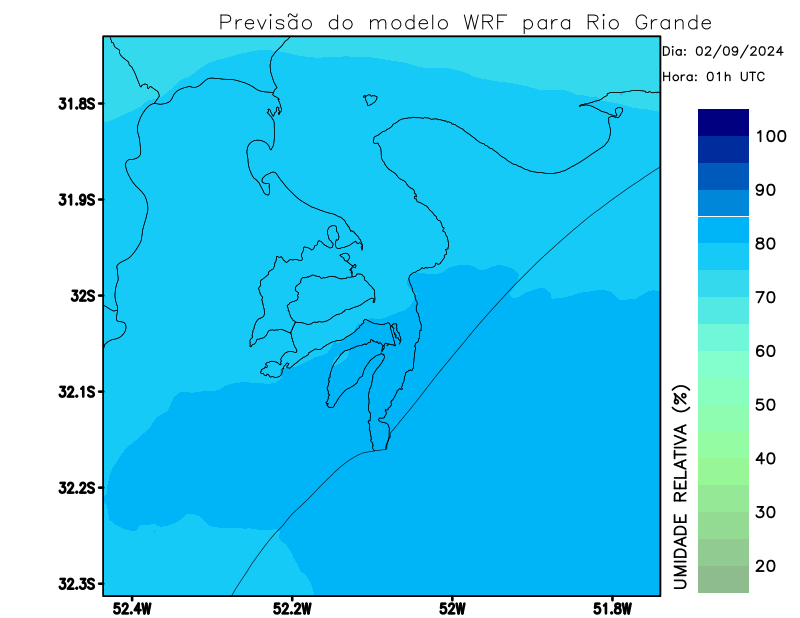 Previsão do modelo WRF para Rio Grande
Dia: 02/09/2024
Hora: 01h UTC
31.8S
31.9S
32S
32.1S
32.2S
32.3S
52.4W
52.2W
52W
51.8W
UMIDADE RELATIVA (%)
100
90
80
70
60
50
40
30
20